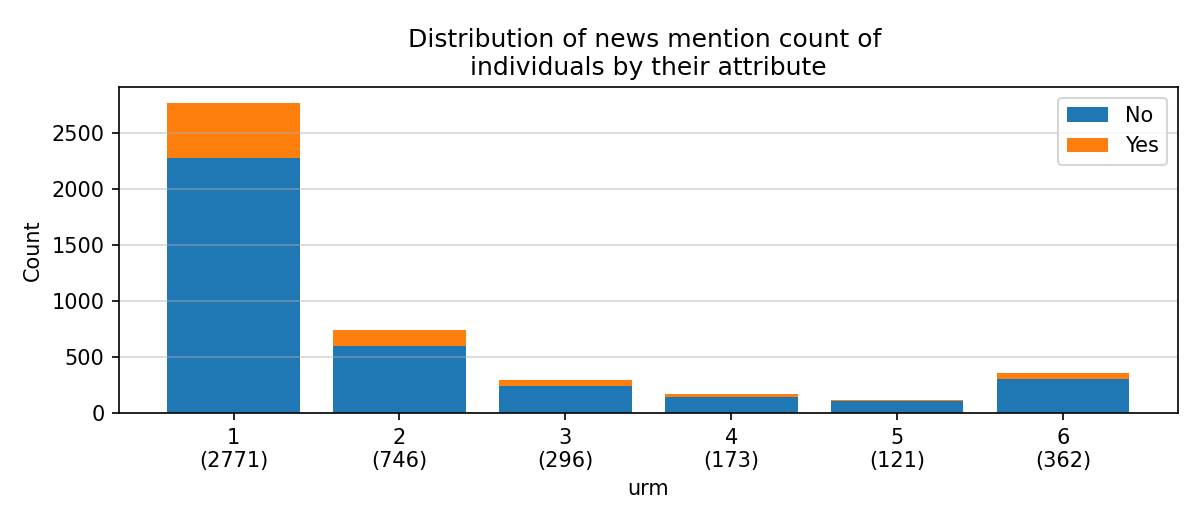 Distribution of news mention count of
individuals by their attribute
No
Yes
Count
2500
2000
1500
1000
500
0
1 2 3 4 5 6
(2771) (746) (296) (173) (121) (362)
urm